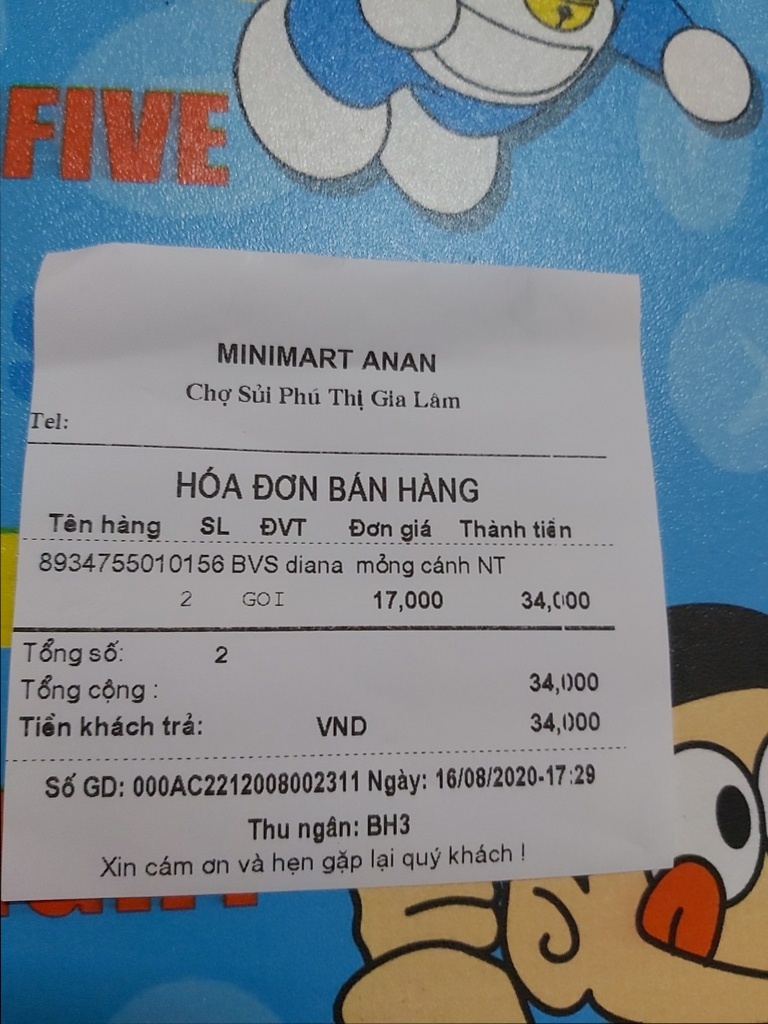 FIVE
MINIMART ANAN
Chợ Sủi Phú Thị Gia Lâm
Tel:
HÓA ĐƠN BÁN HÀNG
Tên hàng SL ĐVT Đơn giá Thành tiền
8934755010156 BVS diana mỏng cánh NT
2 GOI 17,000 34,000
Tổng số: 2
Tổng cộng : 34,000
Tiền khách trả: VND 34,000
Số GD: 000AC2212008002311 Ngày: 16/08/2020-17:29
Thu ngân: BH3
Xin cám ơn và hẹn gặp lại quý khách !